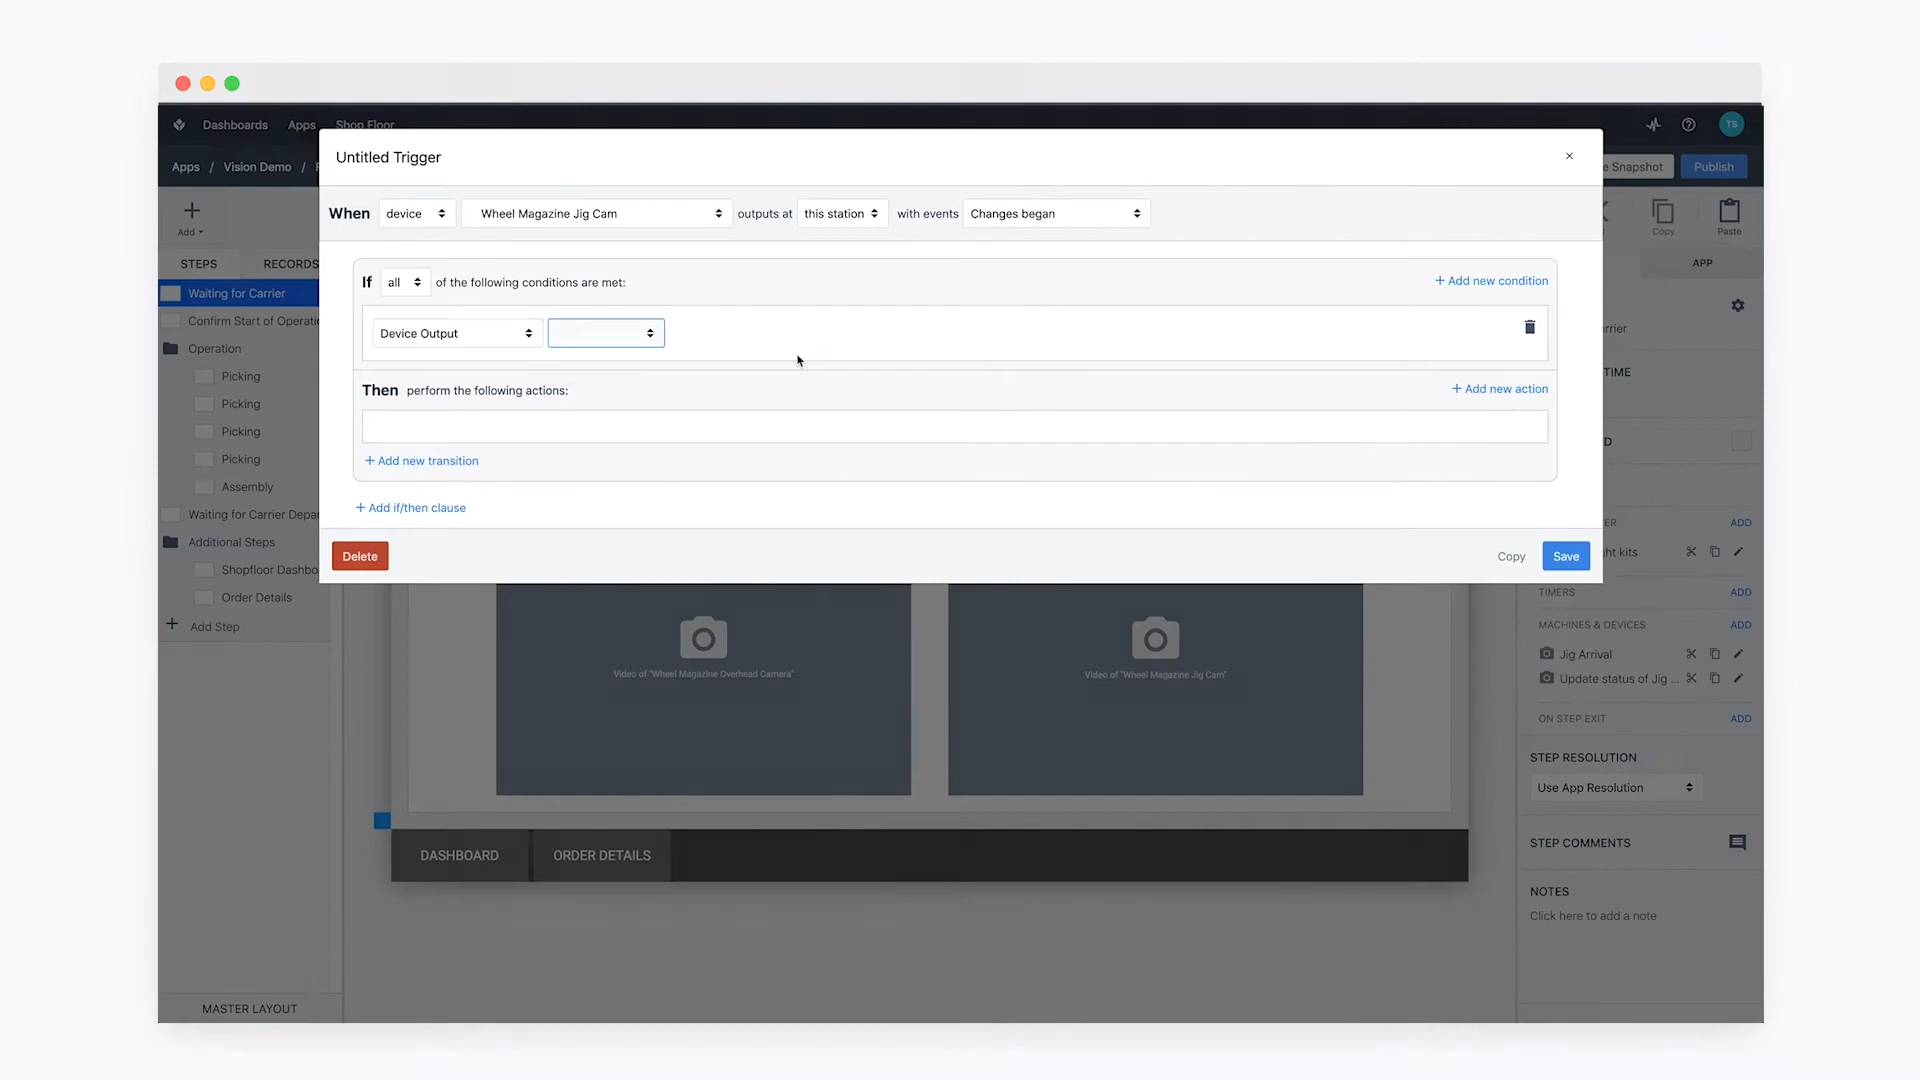 Dashboards Apps Shop Floor TS
Untitled Trigger
Apps / Vision Demo / Snapshot Publish
When device Wheel Magazine Jig Cam outputs at this station with events Changes began
Add Copy Paste
STEPS RECORDS APP
If all of the following conditions are met: + Add new condition
Waiting for Carrier
Confirm Start of Operati
Device Output
rrier
Operation
TIME
Picking
Then perform the following actions: + Add new action
Picking
Picking
D
Picking
+ Add new transition
Assembly
+ Add if/then clause
Waiting for Carrier Depa
ER ADD
Additional Steps
Delete Copy Save
ht kits
Shopfloor Dashbo
TIMERS ADD
Order Details
Add Step
MACHINES & DEVICES ADD
Jig Arrival
Video of "Wheel Magazine Overhead Camera" Video of "Wheel Magazine Jig Cam"
Update status of Jig ...
ON STEP EXIT ADD
STEP RESOLUTION
Use App Resolution
STEP COMMENTS
DASHBOARD ORDER DETAILS
NOTES
Click here to add a note
MASTER LAYOUT